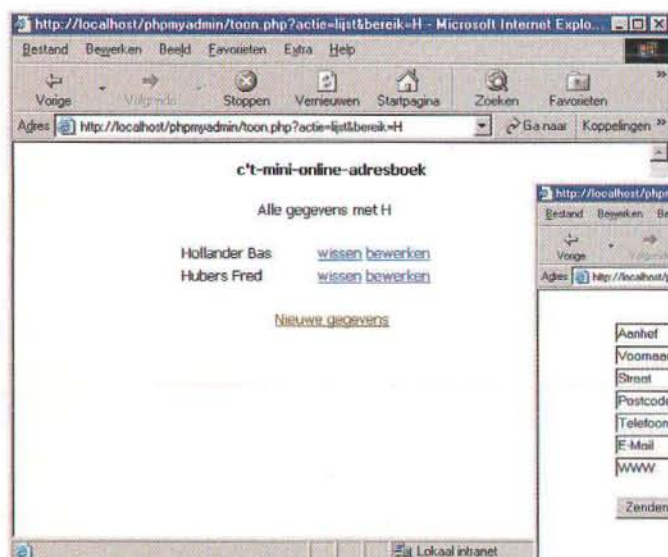 http://localhost/phpmyadmin/toon.php?actie=lijst&bereik=H - Microsoft Internet Explo...
Bestand Bewerken Beeld Favorieten Extra Help
Vorige Volgende Stoppen Vernieuwen Startpagina Zoeken Favorieten »
Adres http://localhost/phpmyadmin/toon.php?actie=lijst&bereik=H Ga naar Koppelingen »
c't-mini-online-adresboek
Alle gegevens met H
Hollander Bas wissen bewerken
Hubers Fred wissen bewerken
Nieuwe gegevens
Lokaal intranet
http://localhost/phpm
Bestand Bewerken Be
Vorige Volgende
Adres http://localhost/p
Aanhef
Voornaam
Straat
Postcode
Telefoon
E-Mail
WWW
Zenden